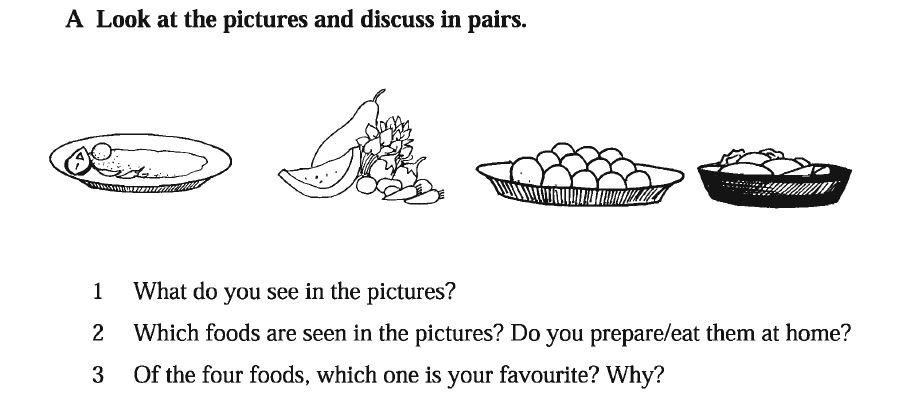 A Look at the pictures and discuss in pairs.
1 What do you see in the pictures?
2 Which foods are seen in the pictures? Do you prepare/eat them at home?
3 Of the four foods, which one is your favourite? Why?